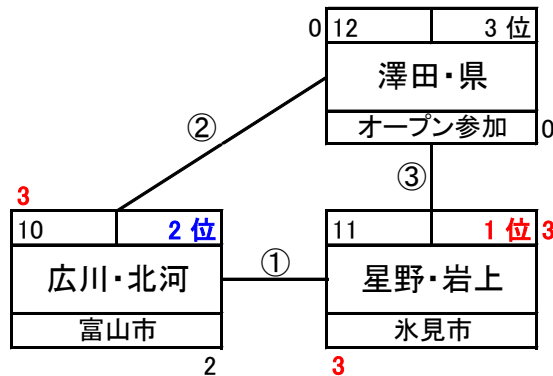 0 12 3 位
澤田・県
オープン参加 0
②
③
3
10 2 位
11 1 位 3
広川・北河
①
星野・岩上
富山市
氷見市
2
3